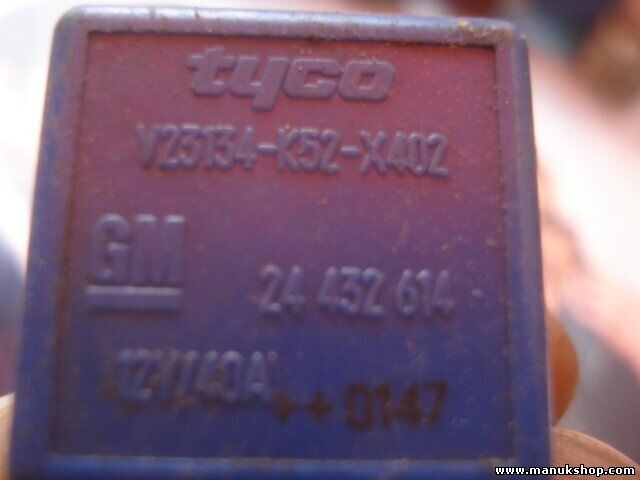 tyco
V23134-K52-X402
GM
24 432 614
12V/40A
++0147
www.manukshop.com